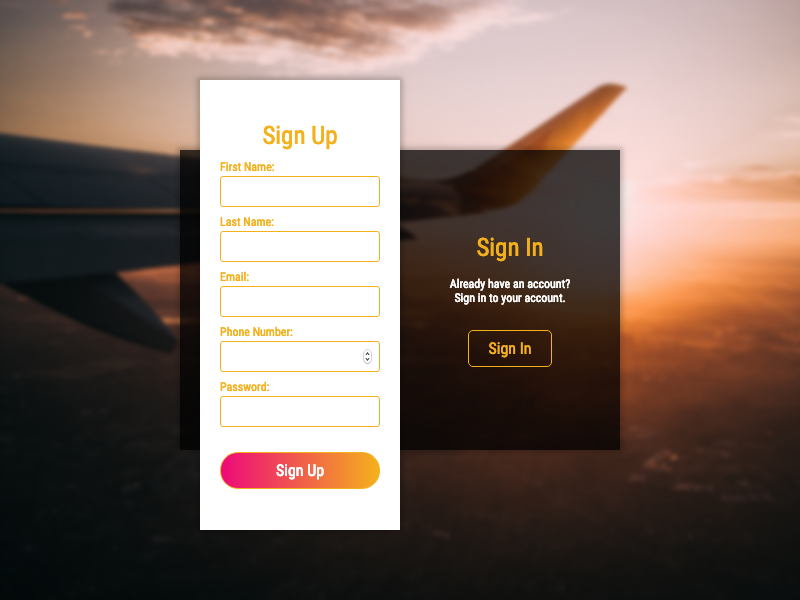 Sign Up
First Name:
Last Name:
Email:
Phone Number:
Password:
Sign Up
Sign In
Already have an account?
Sign in to your account.
Sign In